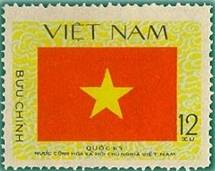 VIỆT NAM
BƯU CHÍNH
12
XU
QUỐC KỲ
NƯỚC CỘNG HÒA XÃ HỘI CHỦ NGHĨA VIỆT NAM